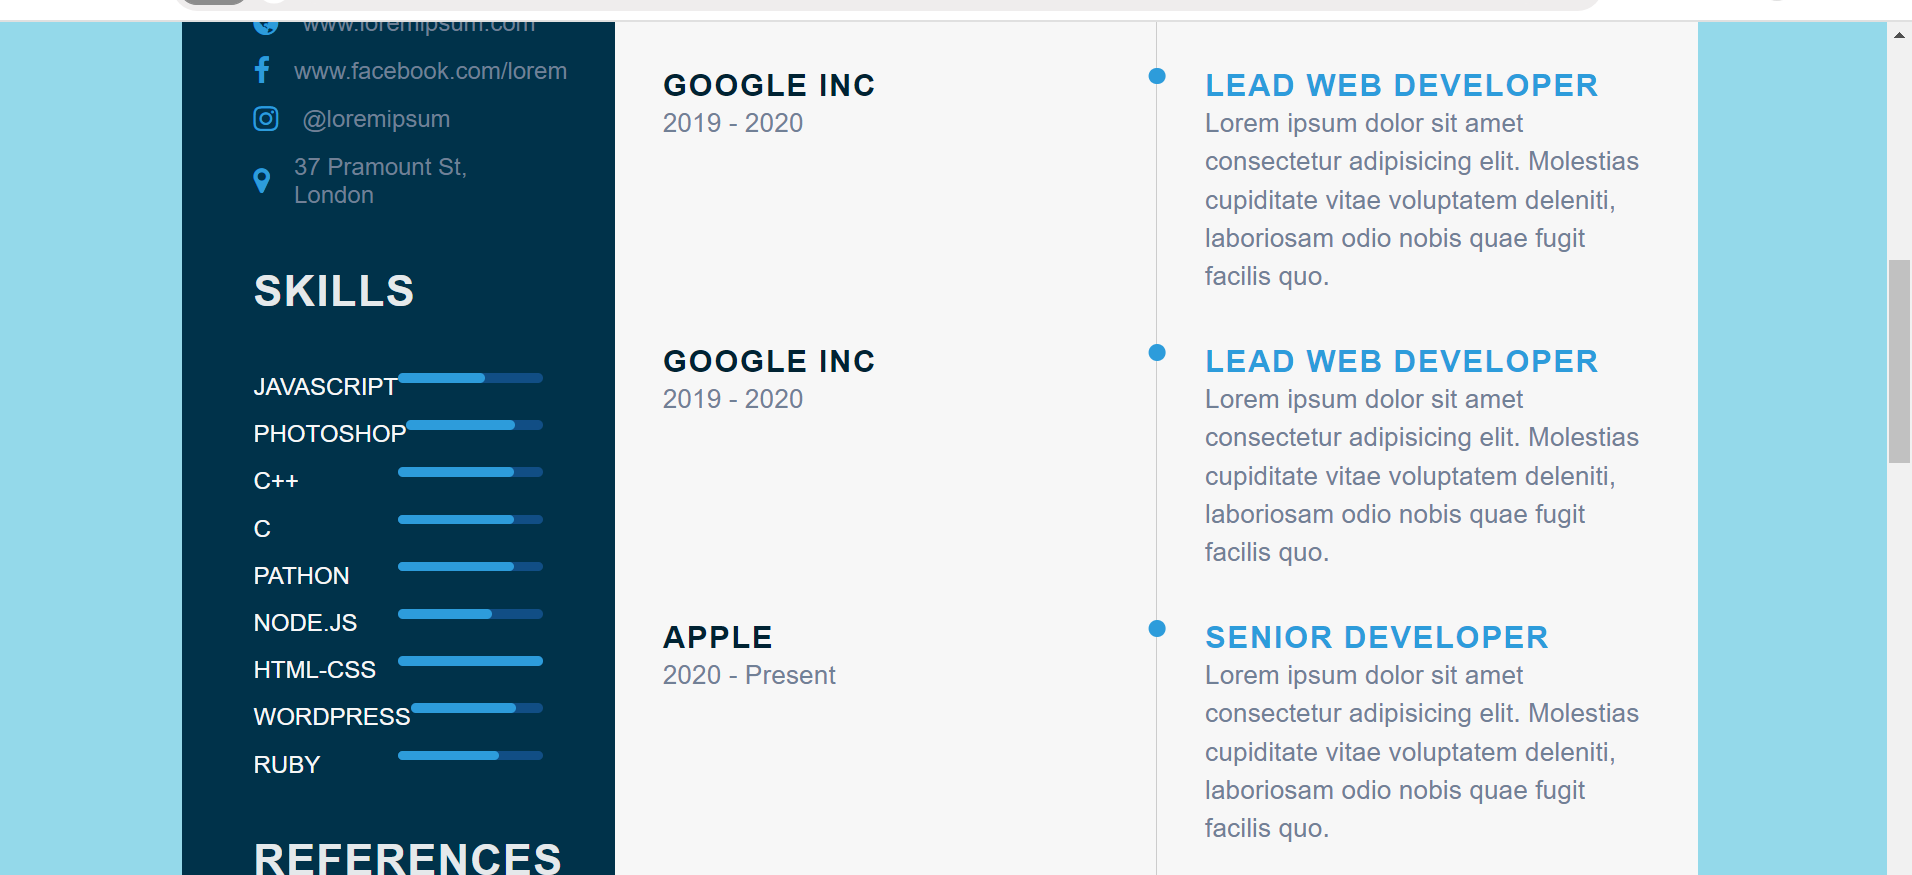 www.loremipsum.com
www.facebook.com/lorem
@loremipsum
37 Pramount St,
London
SKILLS
JAVASCRIPT
PHOTOSHOP
C++
C
PATHON
NODE.JS
HTML-CSS
WORDPRESS
RUBY
REFERENCES
GOOGLE INC
2019 - 2020
LEAD WEB DEVELOPER
Lorem ipsum dolor sit amet
consectetur adipisicing elit. Molestias
cupiditate vitae voluptatem deleniti,
laboriosam odio nobis quae fugit
facilis quo.
GOOGLE INC
2019 - 2020
LEAD WEB DEVELOPER
Lorem ipsum dolor sit amet
consectetur adipisicing elit. Molestias
cupiditate vitae voluptatem deleniti,
laboriosam odio nobis quae fugit
facilis quo.
APPLE
2020 - Present
SENIOR DEVELOPER
Lorem ipsum dolor sit amet
consectetur adipisicing elit. Molestias
cupiditate vitae voluptatem deleniti,
laboriosam odio nobis quae fugit
facilis quo.